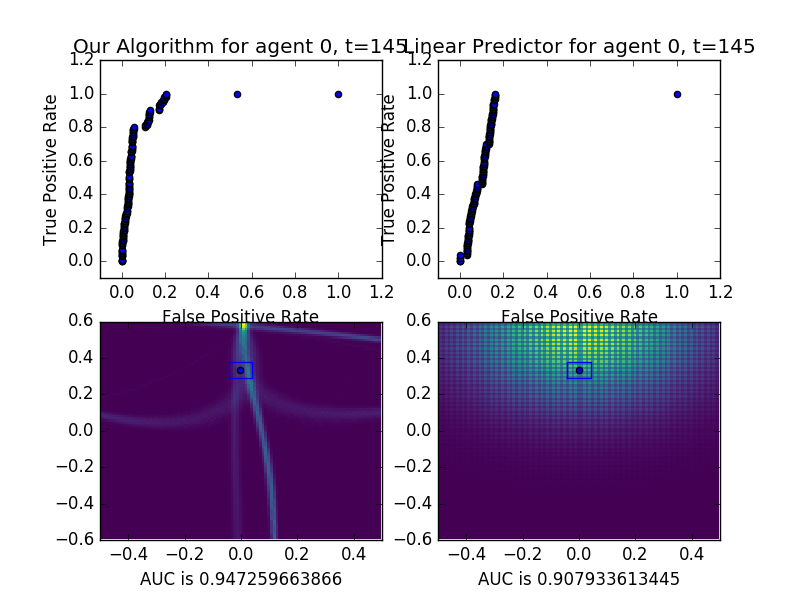 Our Algorithm for agent 0, t=145
Linear Predictor for agent 0, t=145
True Positive Rate
1.2
1.0
0.8
0.6
0.4
0.2
0.0
0.0 0.2 0.4 0.6 0.8 1.0 1.2
False Positive Rate
True Positive Rate
1.2
1.0
0.8
0.6
0.4
0.2
0.0
0.0 0.2 0.4 0.6 0.8 1.0 1.2
False Positive Rate
0.6
0.4
0.2
0.0
−0.2
−0.4
−0.6
−0.4 −0.2 0.0 0.2 0.4
AUC is 0.947259663866
0.6
0.4
0.2
0.0
−0.2
−0.4
−0.6
−0.4 −0.2 0.0 0.2 0.4
AUC is 0.907933613445